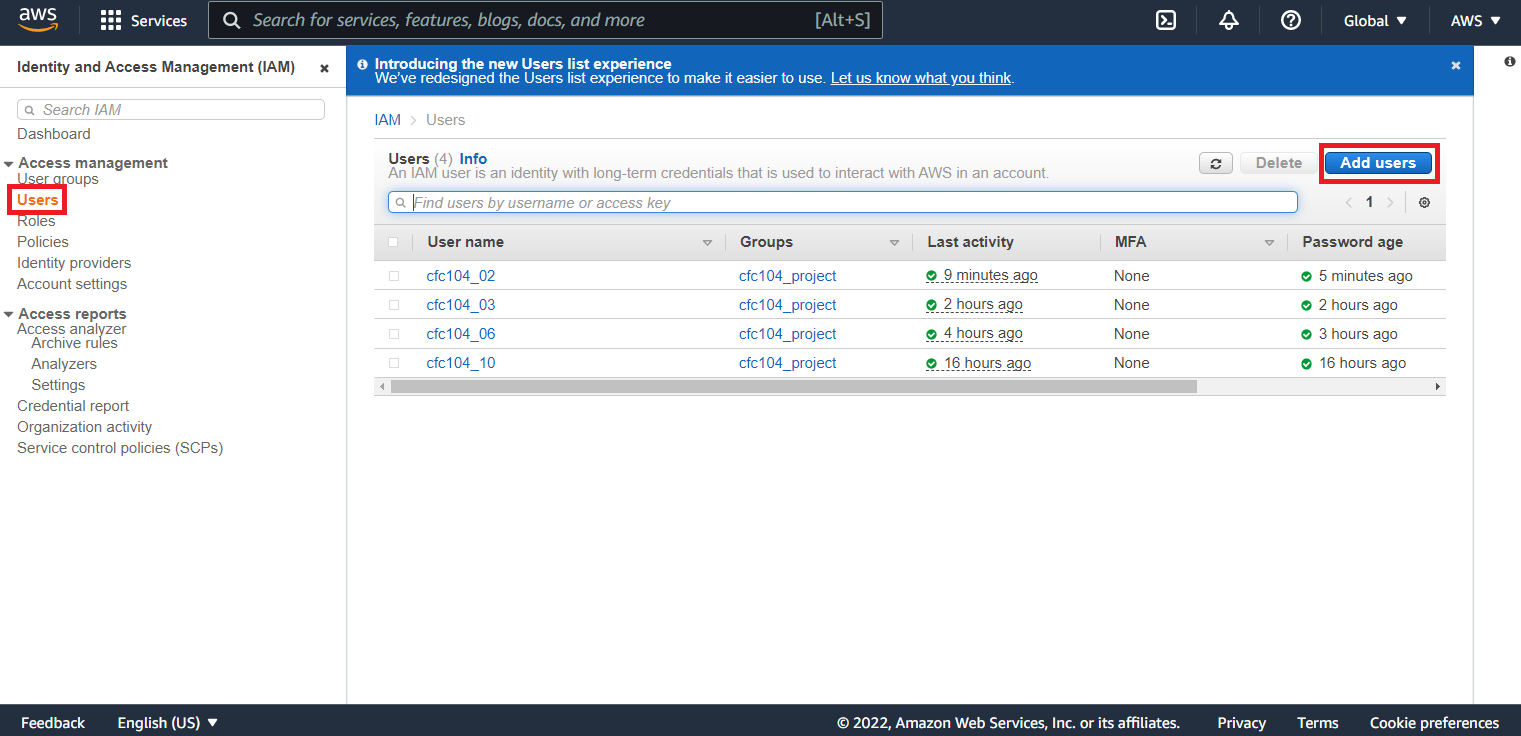 aws
Services
Search for services, features, blogs, docs, and more
[Alt+S]
Global
AWS
Identity and Access Management (IAM)
Search IAM
Dashboard
Access management
User groups
Users
Roles
Policies
Identity providers
Account settings
Access reports
Access analyzer
Archive rules
Analyzers
Settings
Credential report
Organization activity
Service control policies (SCPs)
Introducing the new Users list experience
We've redesigned the Users list experience to make it easier to use. Let us know what you think.
IAM > Users
Users (4) Info
An IAM user is an identity with long-term credentials that is used to interact with AWS in an account.
Delete
Add users
Find users by username or access key
1
User name Groups Last activity MFA Password age
cfc104_02 cfc104_project 9 minutes ago None 5 minutes ago
cfc104_03 cfc104_project 2 hours ago None 2 hours ago
cfc104_06 cfc104_project 4 hours ago None 3 hours ago
cfc104_10 cfc104_project 16 hours ago None 16 hours ago
Feedback English (US) © 2022, Amazon Web Services, Inc. or its affiliates. Privacy Terms Cookie preferences